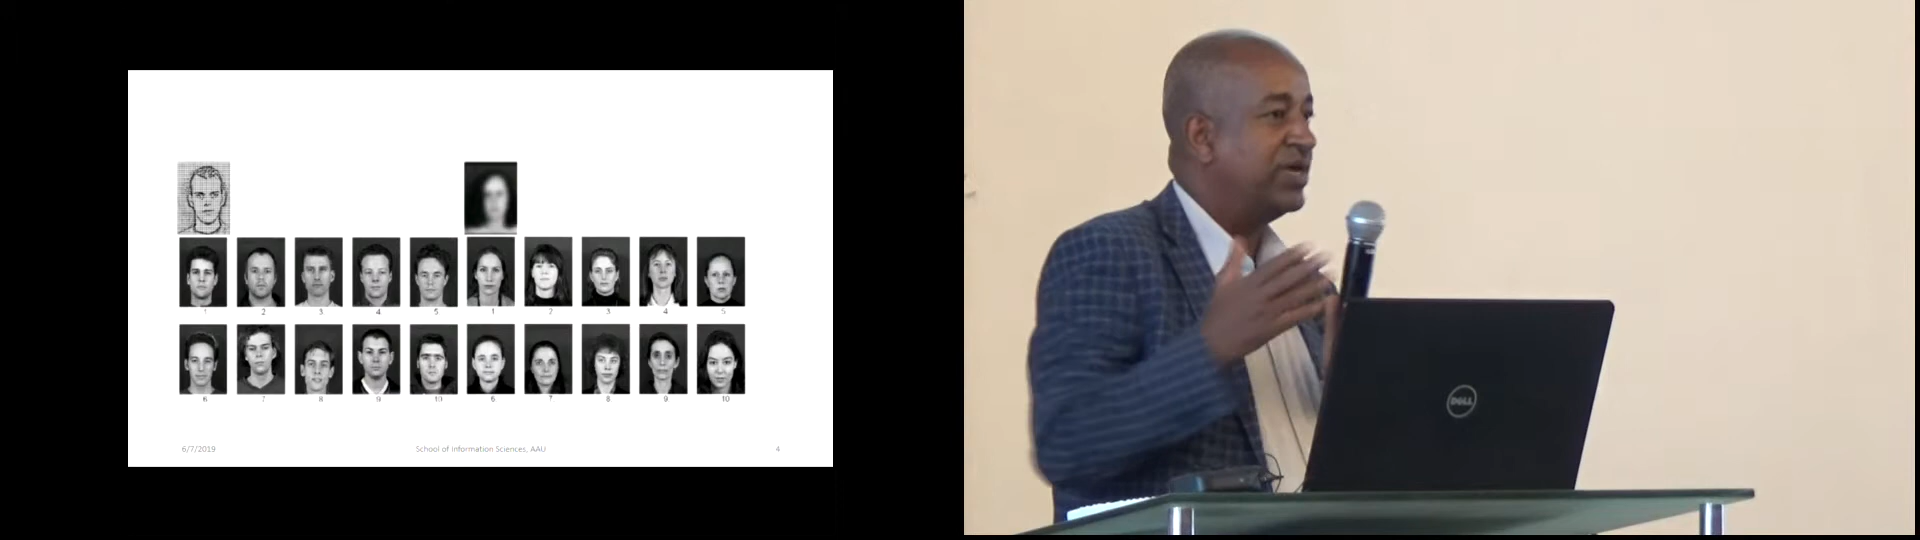 1 2 3 4 5 1 2 3 4 5
6 7 8 9 10 6 7 8 9 10
6/7/2019 School of Information Sciences, AAU 4
DELL